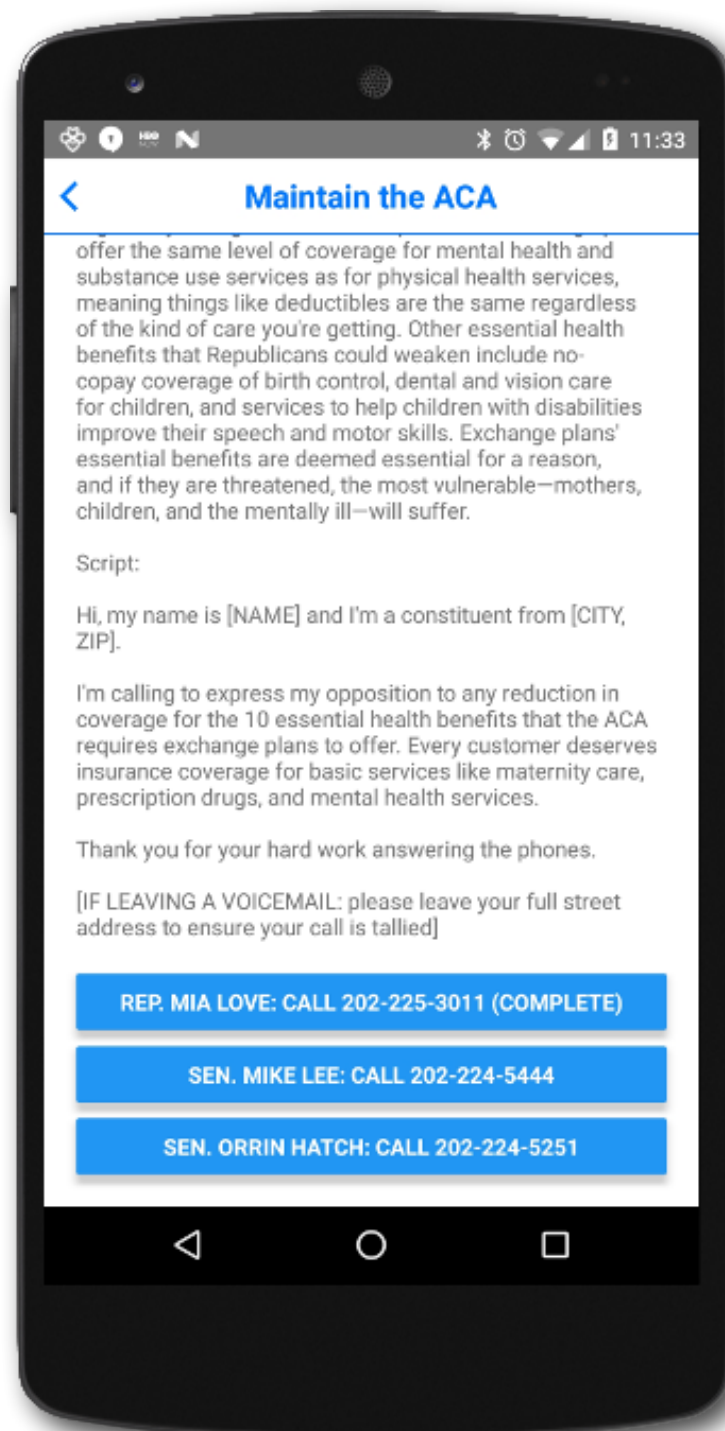 11:33
Maintain the ACA
offer the same level of coverage for mental health and
substance use services as for physical health services,
meaning things like deductibles are the same regardless
of the kind of care you're getting. Other essential health
benefits that Republicans could weaken include no-
copay coverage of birth control, dental and vision care
for children, and services to help children with disabilities
improve their speech and motor skills. Exchange plans'
essential benefits are deemed essential for a reason,
and if they are threatened, the most vulnerable—mothers,
children, and the mentally ill—will suffer.
Script:
Hi, my name is [NAME] and I'm a constituent from [CITY,
ZIP].
I'm calling to express my opposition to any reduction in
coverage for the 10 essential health benefits that the ACA
requires exchange plans to offer. Every customer deserves
insurance coverage for basic services like maternity care,
prescription drugs, and mental health services.
Thank you for your hard work answering the phones.
[IF LEAVING A VOICEMAIL: please leave your full street
address to ensure your call is tallied]
REP. MIA LOVE: CALL 202-225-3011 (COMPLETE)
SEN. MIKE LEE: CALL 202-224-5444
SEN. ORRIN HATCH: CALL 202-224-5251